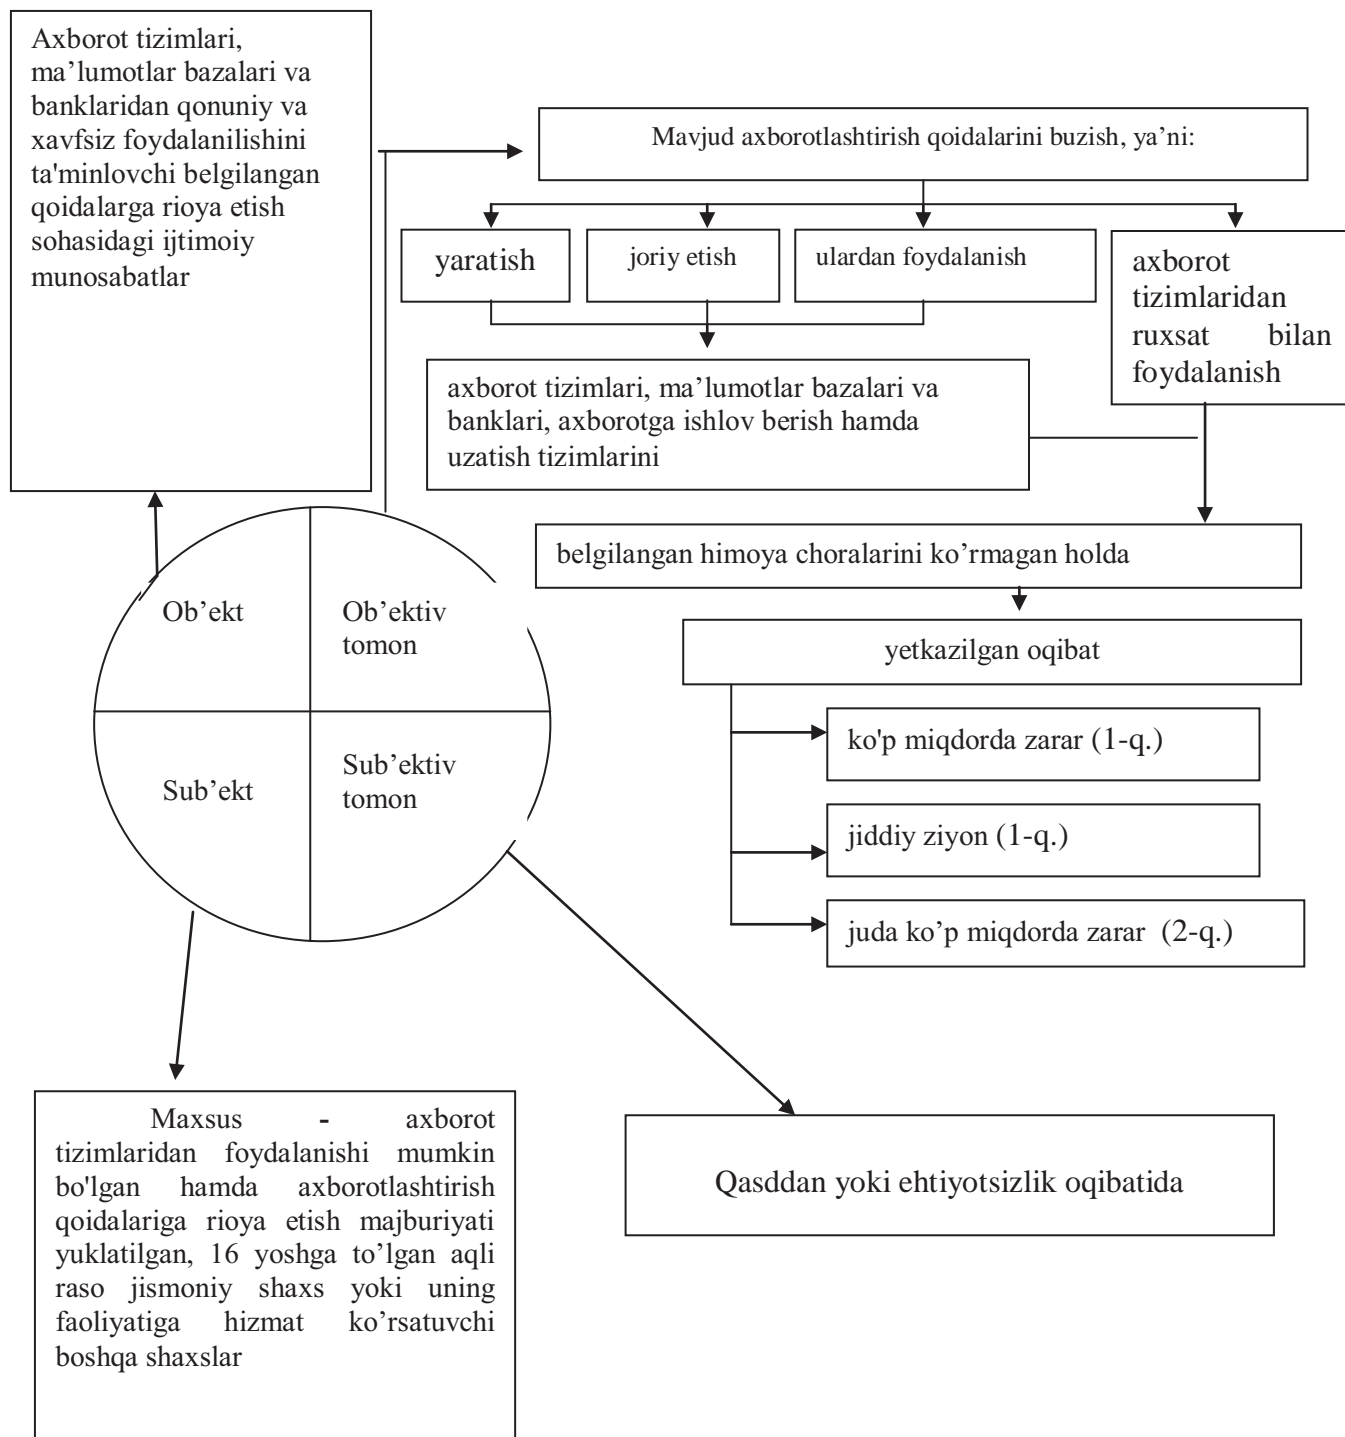 Axborot tizimlari,
ma’lumotlar bazalari va
banklaridan qonuniy va
xavfsiz foydalanilishini
ta'minlovchi belgilangan
qoidalarga rioya etish
sohasidagi ijtimoiy
munosabatlar
Mavjud axborotlashtirish qoidalarini buzish, ya’ni:
yaratish
joriy etish
ulardan foydalanish
axborot
tizimlaridan
ruxsat bilan
foydalanish
axborot tizimlari, ma’lumotlar bazalari va
banklari, axborotga ishlov berish hamda
uzatish tizimlarini
belgilangan himoya choralarini ko’rmagan holda
yetkazilgan oqibat
ko'p miqdorda zarar (1-q.)
jiddiy ziyon (1-q.)
juda ko’p miqdorda zarar (2-q.)
Ob’ekt
Ob’ektiv
tomon
Sub’ekt
Sub’ektiv
tomon
Maxsus - axborot
tizimlaridan foydalanishi mumkin
bo'lgan hamda axborotlashtirish
qoidalariga rioya etish majburiyati
yuklatilgan, 16 yoshga to’lgan aqli
raso jismoniy shaxs yoki uning
faoliyatiga hizmat ko’rsatuvchi
boshqa shaxslar
Qasddan yoki ehtiyotsizlik oqibatida